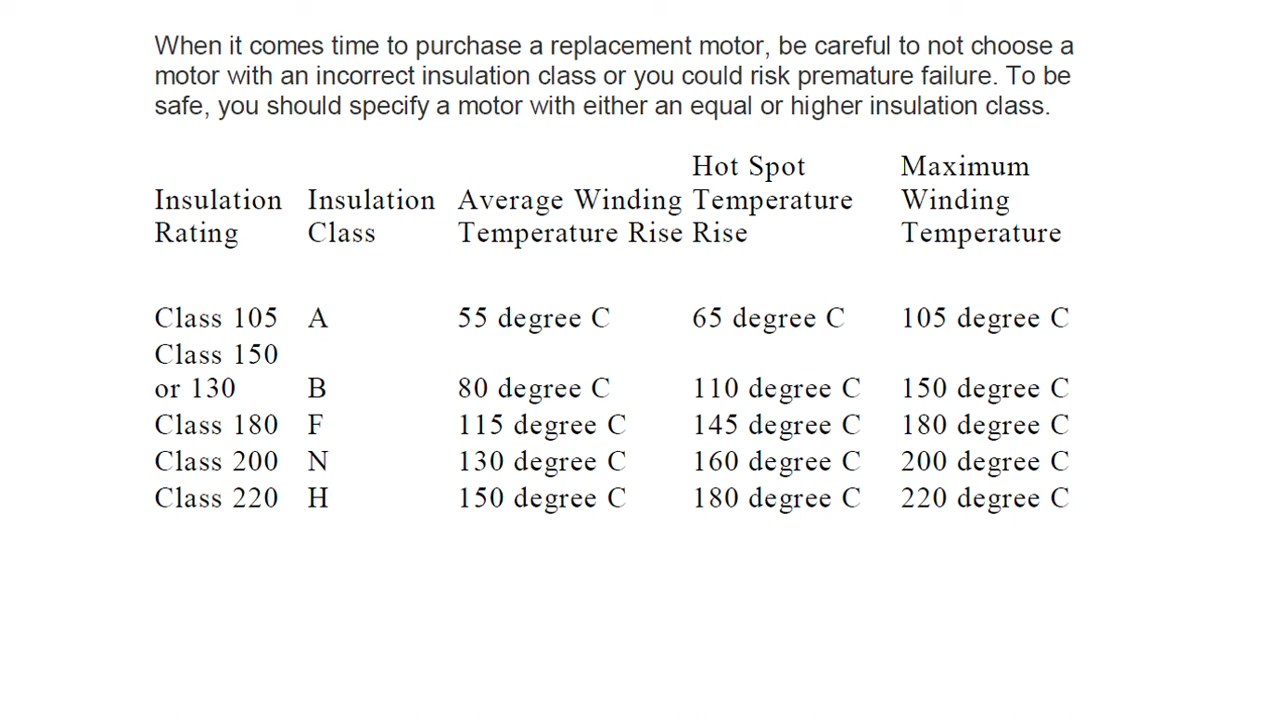 When it comes time to purchase a replacement motor, be careful to not choose a
motor with an incorrect insulation class or you could risk premature failure. To be
safe, you should specify a motor with either an equal or higher insulation class.
Hot Spot Maximum
Insulation Insulation Average Winding Temperature Winding
Rating Class Temperature Rise Rise Temperature
Class 105 A 55 degree C 65 degree C 105 degree C
Class 150
or 130 B 80 degree C 110 degree C 150 degree C
Class 180 F 115 degree C 145 degree C 180 degree C
Class 200 N 130 degree C 160 degree C 200 degree C
Class 220 H 150 degree C 180 degree C 220 degree C